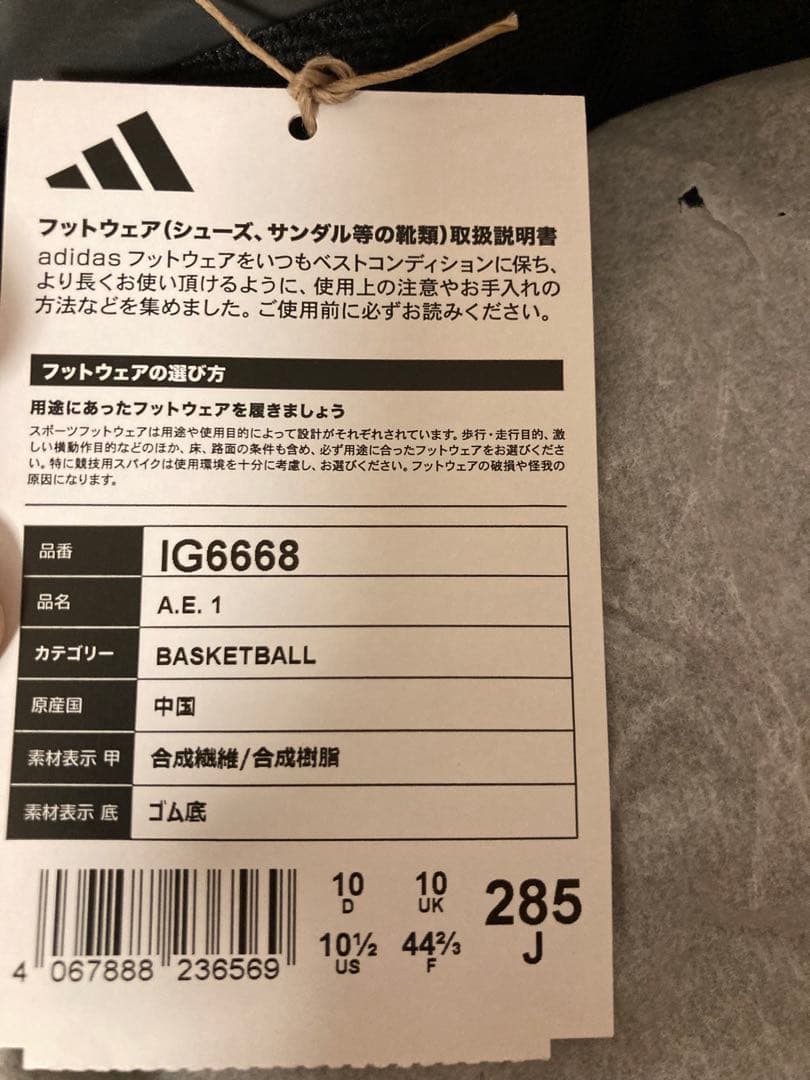 フットウェア(シューズ、サンダル等の靴類)取扱説明書
adidas フットウェアをいつもベストコンディションに保ち、
より長くお使い頂けるように、使用上の注意やお手入れの
方法などを集めました。ご使用前に必ずお読みください。
フットウェアの選び方
用途にあったフットウェアを履きましょう
スポーツフットウェアは用途や使用目的によって設計がそれぞれされています。歩行・走行目的、激
しい横動作目的などのほか、床、路面の条件も含め、必ず用途に合ったフットウェアをお選びくださ
い。特に競技用スパイクは使用環境を十分に考慮し、お選びください。フットウェアの破損や怪我の
原因になります。
品番 IG6668
品名 A.E. 1
カテゴリー BASKETBALL
原産国 中国
素材表示 甲 合成繊維/合成樹脂
素材表示 底 ゴム底
10 10 285
D UK J
10½ 44⅔
US F
4 067888 236569